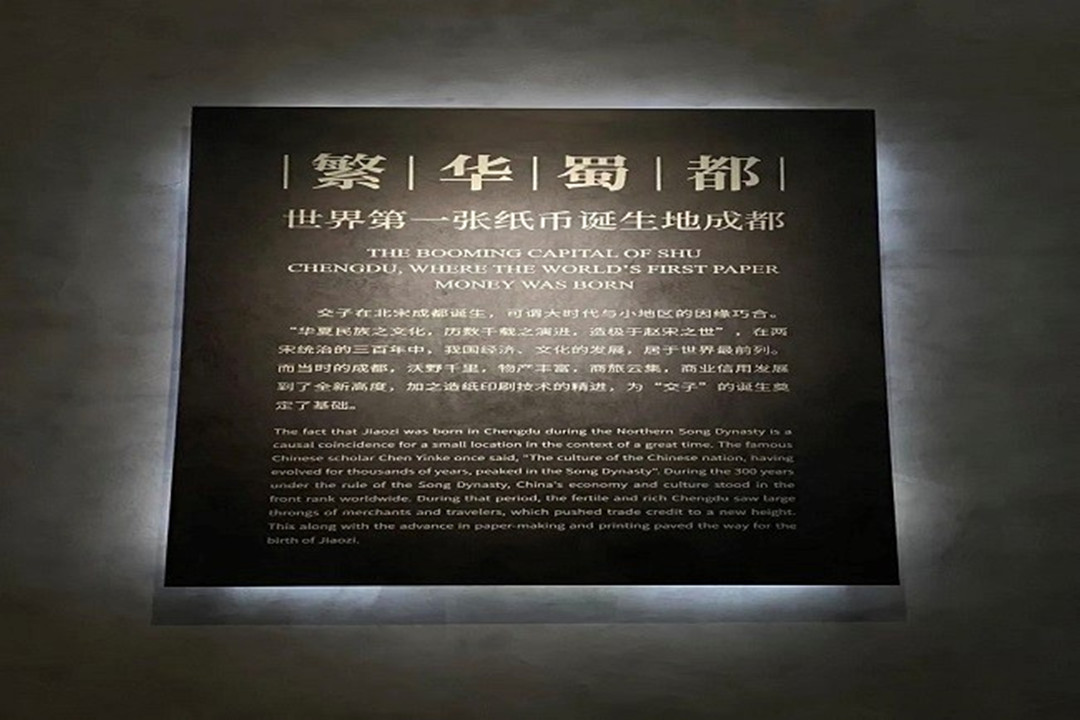 |繁|华|蜀|都|
世界第一张纸币诞生地成都
THE BOOMING CAPITAL OF SHU
CHENGDU, WHERE THE WORLD'S FIRST PAPER
MONEY WAS BORN
交子在北宋成都诞生，可谓大时代与小地区的因缘巧合。
“华夏民族之文化，历数千载之演进，造极于赵宋之世”，在两
宋统治的三百年中，我国经济、文化的发展，居于世界最前列。
而当时的成都，沃野千里，物产丰富，商旅云集，商业信用发展
到了全新高度，加之造纸印刷技术的精进，为“交子”的诞生奠
定了基础。
The fact that Jiaozi was born in Chengdu during the Northern Song Dynasty is a
causal coincidence for a small location in the context of a great time. The famous
Chinese scholar Chen Yinke once said, "The culture of the Chinese nation, having
evolved for thousands of years, peaked in the Song Dynasty". During the 300 years
under the rule of the Song Dynasty, China's economy and culture stood in the
front rank worldwide. During that period, the fertile and rich Chengdu saw large
throngs of merchants and travelers, which pushed trade credit to a new height.
This along with the advance in paper-making and printing paved the way for the
birth of Jiaozi.